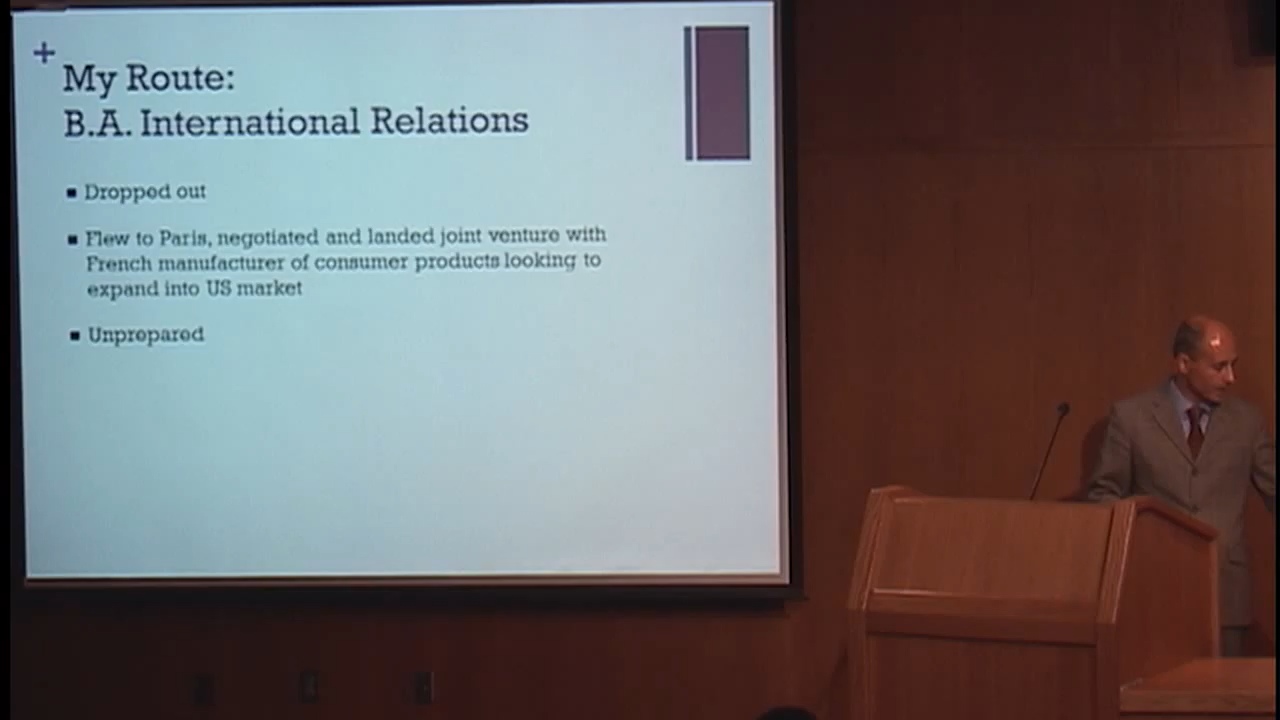 +
My Route:
B.A. International Relations
■ Dropped out
■ Flew to Paris, negotiated and landed joint venture with
French manufacturer of consumer products looking to
expand into US market
■ Unprepared